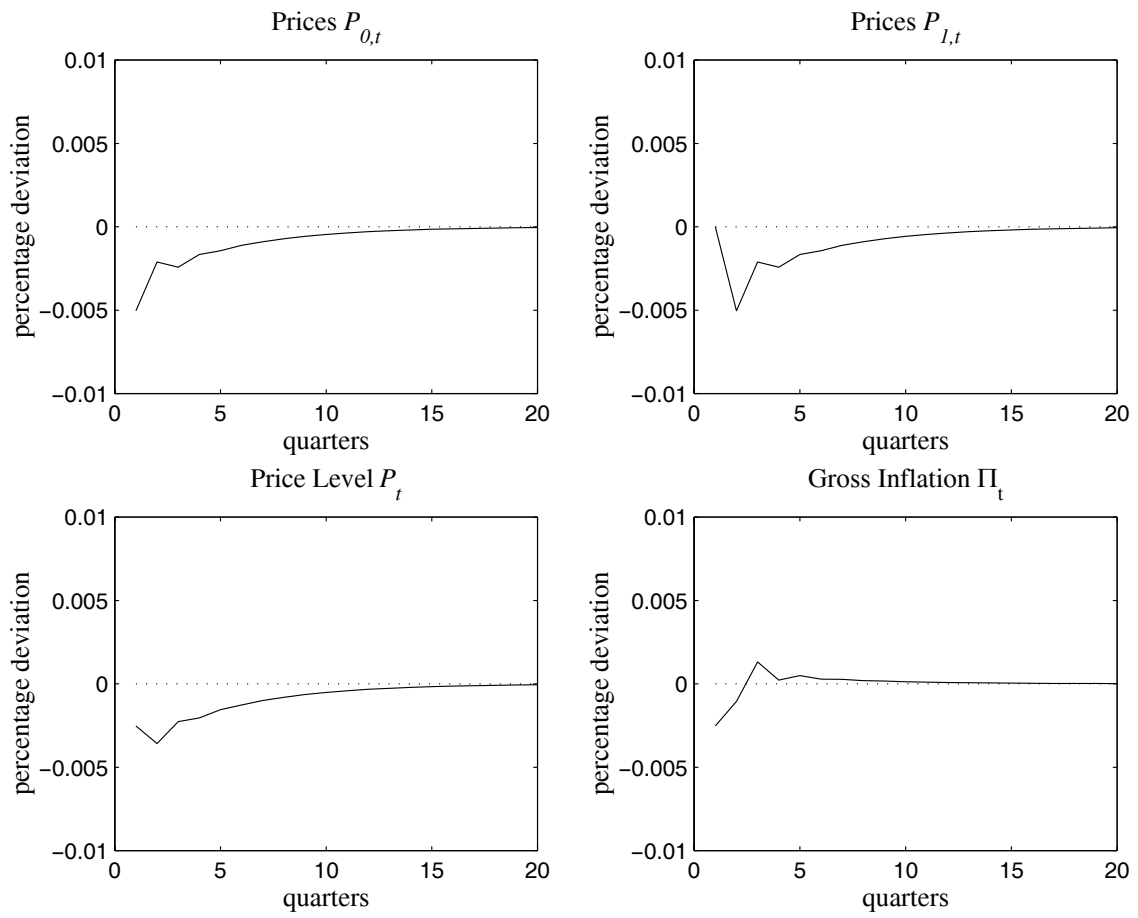 Prices P0,t
Prices P1,t
0.01
0.005
0
−0.005
−0.01
percentage deviation
0 5 10 15 20
quarters
0.01
0.005
0
−0.005
−0.01
percentage deviation
0 5 10 15 20
quarters
Price Level Pt
Gross Inflation Π_t
0.01
0.005
0
−0.005
−0.01
percentage deviation
0 5 10 15 20
quarters
0.01
0.005
0
−0.005
−0.01
percentage deviation
0 5 10 15 20
quarters